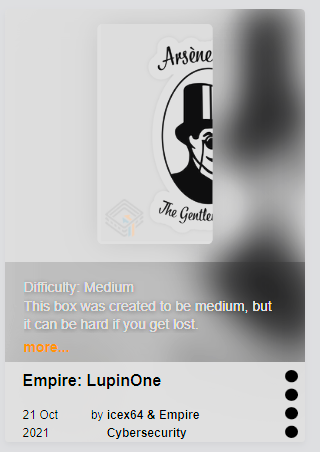 Arsène
The Gentle
Difficulty: Medium
This box was created to be medium, but
it can be hard if you get lost.
more...
Empire: LupinOne
21 Oct
2021
by icex64 & Empire
Cybersecurity